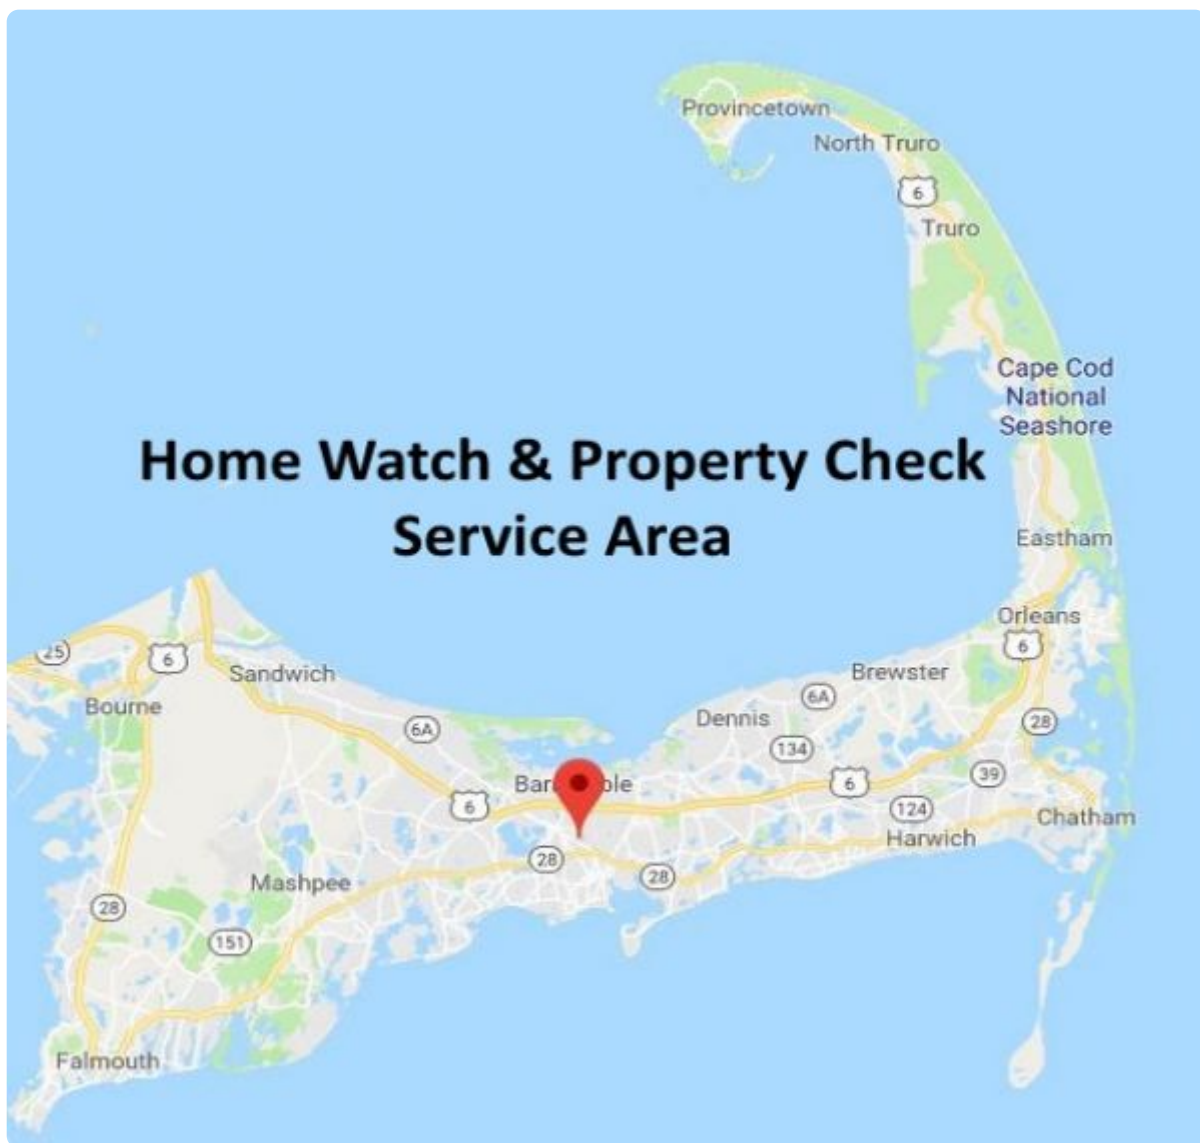 Provincetown
North Truro
6
Truro
Cape Cod
National
Seashore
Home Watch & Property Check
Service Area
Eastham
Orleans
25
6
6
Sandwich
Brewster
6A
Bourne
Dennis
28
6A
134
39
6
6
124
Chatham
Harwich
28
28
Mashpee
28
151
Falmouth